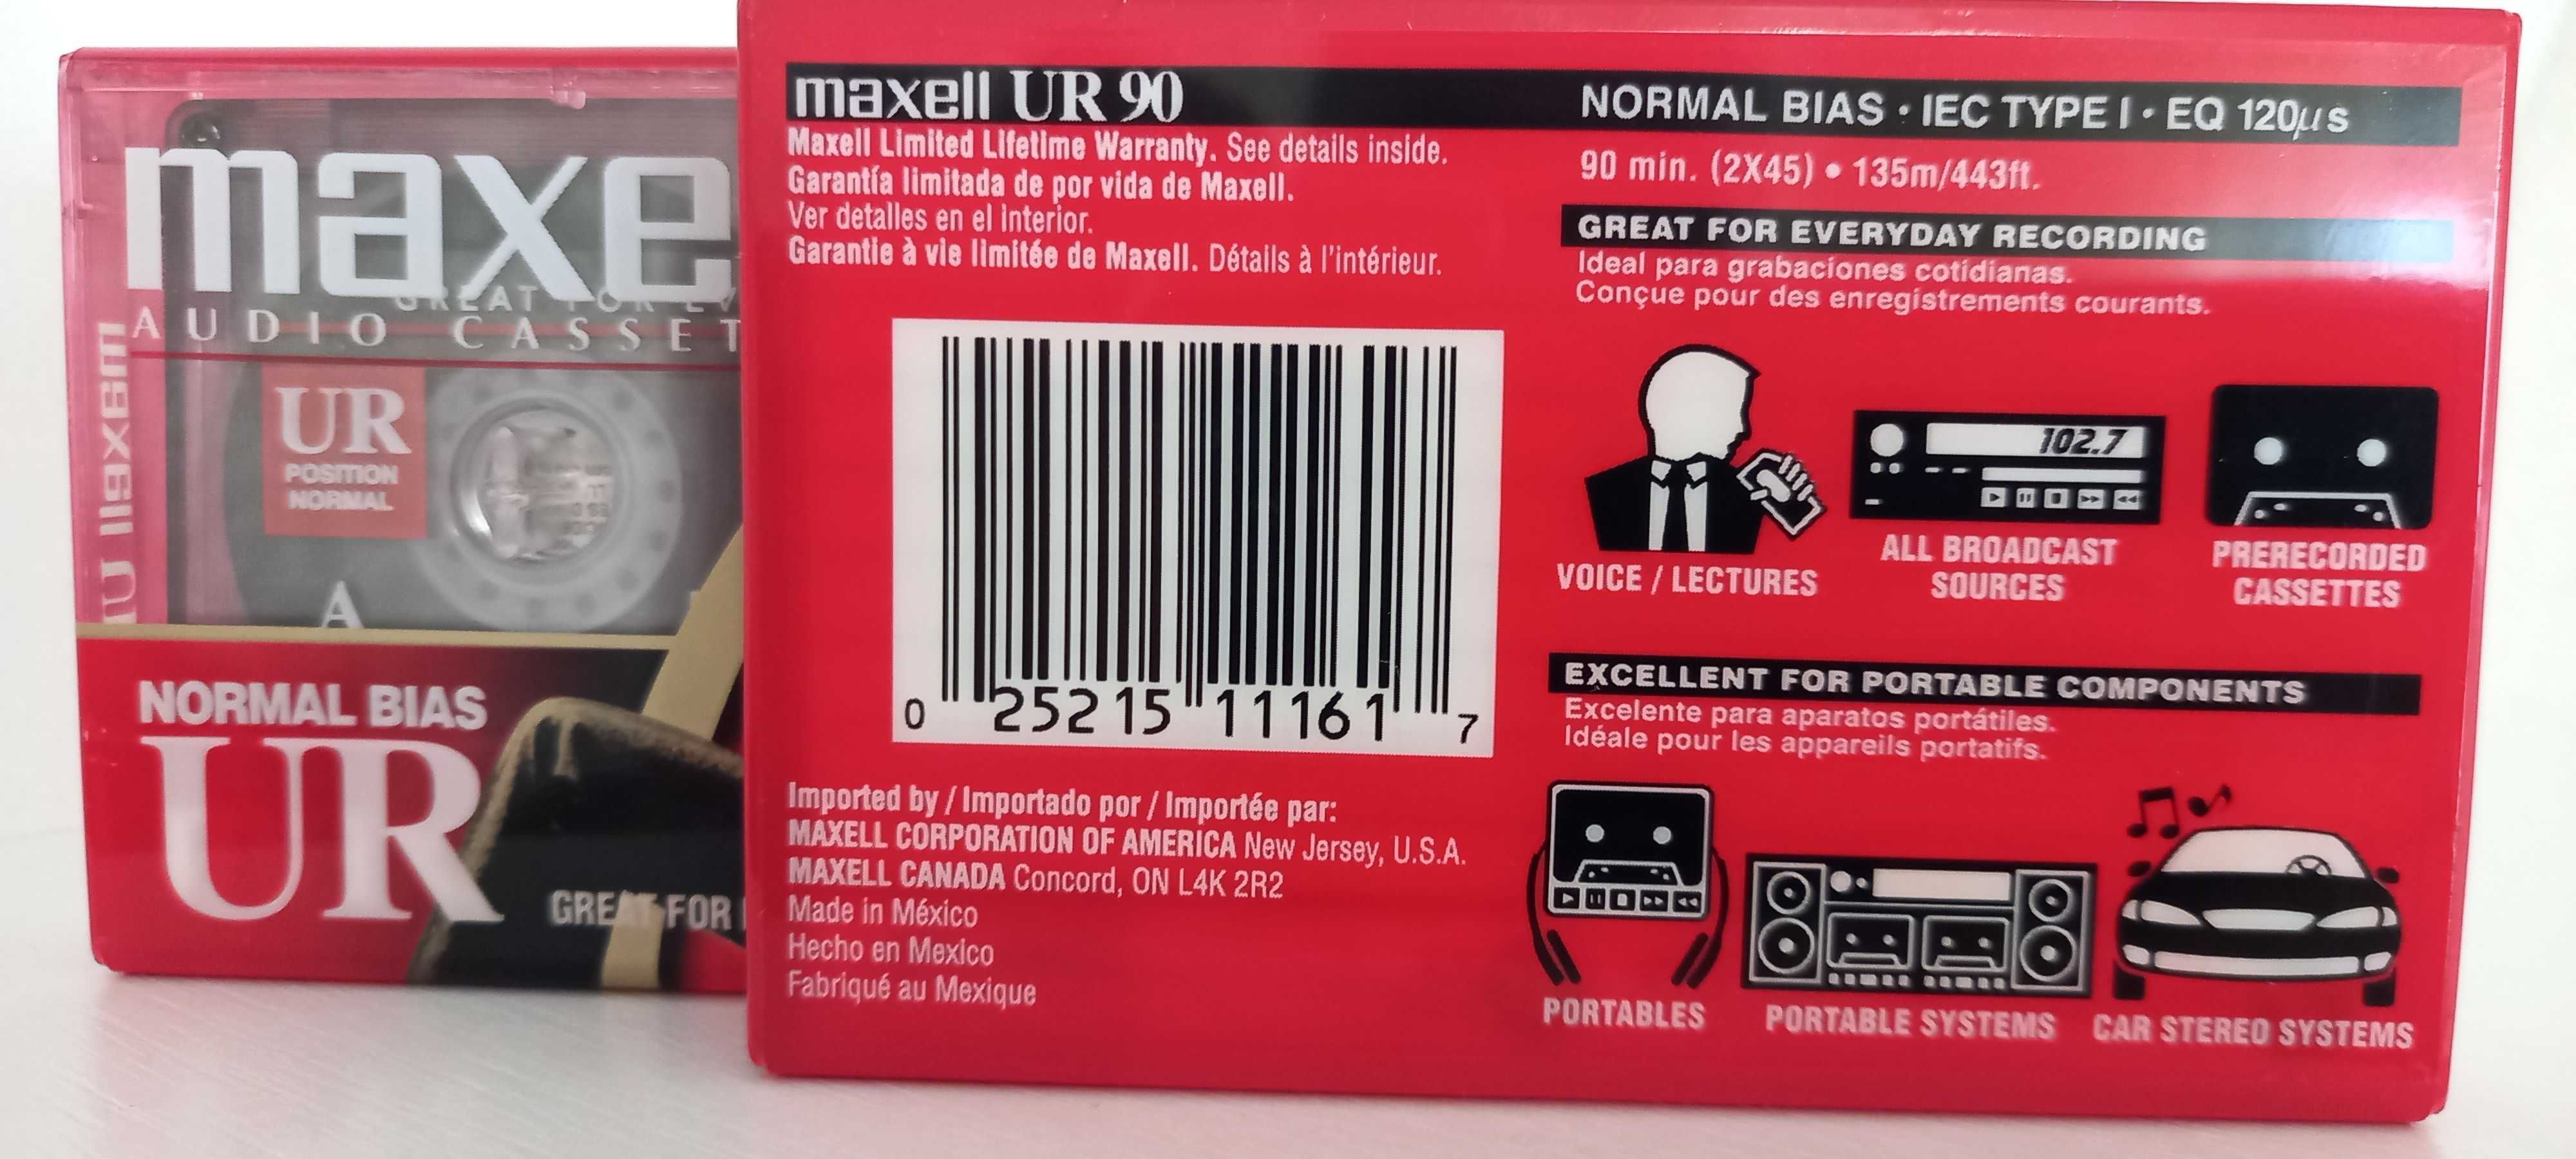 maxe
GREAT FOR EV
AUDIO CASSET
maxell U
UR
POSITION
NORMAL
A
NORMAL BIAS
UR
GREAT FOR
maxell UR 90
Maxell Limited Lifetime Warranty. See details inside.
Garantía limitada de por vida de Maxell.
Ver detalles en el interior.
Garantie à vie limitée de Maxell. Détails à l'intérieur.
0 25215 11161 7
Imported by / Importado por / Importée par:
MAXELL CORPORATION OF AMERICA New Jersey, U.S.A.
MAXELL CANADA Concord, ON L4K 2R2
Made in México
Hecho en Mexico
Fabriqué au Mexique
NORMAL BIAS · IEC TYPE I · EQ 120μs
90 min. (2X45) • 135m/443ft.
GREAT FOR EVERYDAY RECORDING
Ideal para grabaciones cotidianas.
Conçue pour des enregistrements courants.
102.7
VOICE / LECTURES
ALL BROADCAST
SOURCES
PRERECORDED
CASSETTES
EXCELLENT FOR PORTABLE COMPONENTS
Excelente para aparatos portátiles.
Idéale pour les appareils portatifs.
PORTABLES
PORTABLE SYSTEMS
CAR STEREO SYSTEMS